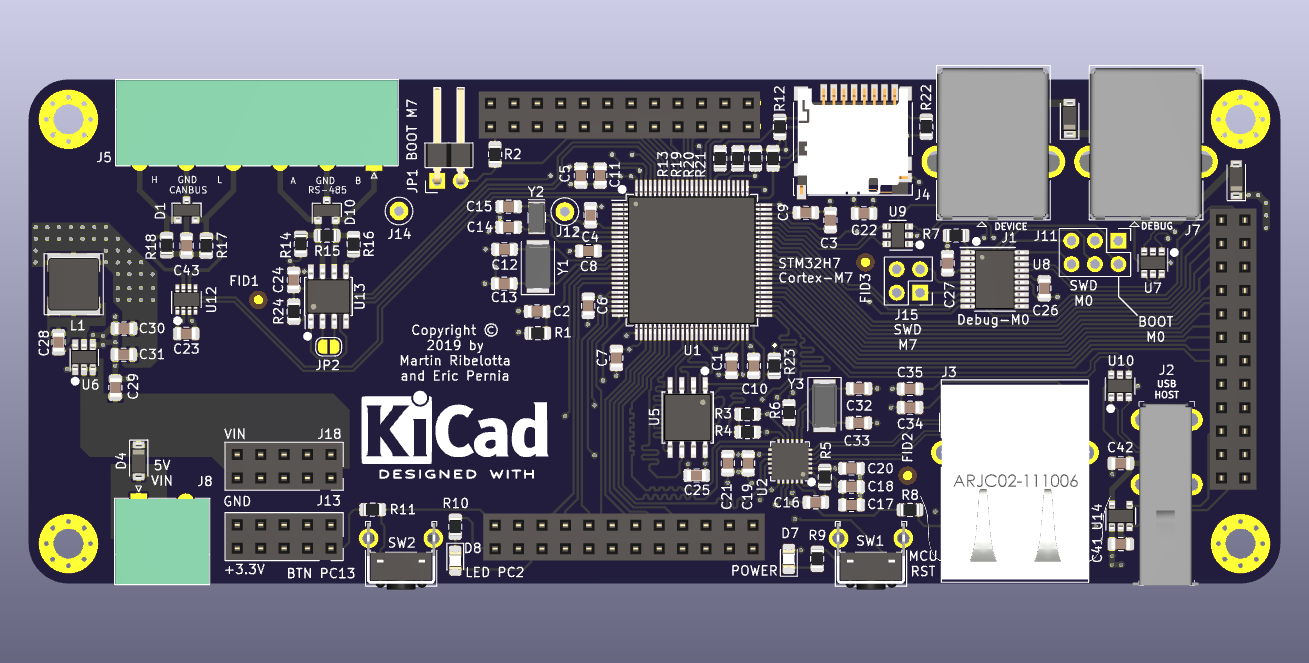 J5
H
GND
CANBUS
L
A
GND
RS-485
B
JP1 BOOT M7
R2
R12
R22
J4
D1
D10
J14
R18
R17
C43
R14
R15
R16
C24
R24
U13
U12
C23
FID1
JP2
L1
C28
U6
C30
C31
C29
C5
C11
R13
R19
R20
R21
Y2
C15
C14
J12
C4
C12
C8
Y1
C13
C2
R1
C6
C7
U1
C9
C3
C22
U9
R7
DEVICE
J1
J11
DEBUG
J7
STM32H7
Cortex-M7
FID3
J15
SWD
M7
C27
U8
C26
Debug-M0
SWD
M0
U7
BOOT
M0
Copyright ©
2019 by
Martin Ribelotta
and Eric Pernia
KiCad
DESIGNED WITH
C1
C10
R23
Y3
R6
U5
R3
R4
C32
C33
C35
C34
FID2
J3
U10
J2
USB
HOST
C42
C41
U14
ARJC02-111006
C25
C21
C19
U2
R5
C20
C18
C17
C16
R8
D4
5V
VIN
J8
VIN
J18
GND
J13
+3.3V
BTN PC13
R11
SW2
R10
D8
LED PC2
D7
R9
POWER
SW1
MCU
RST